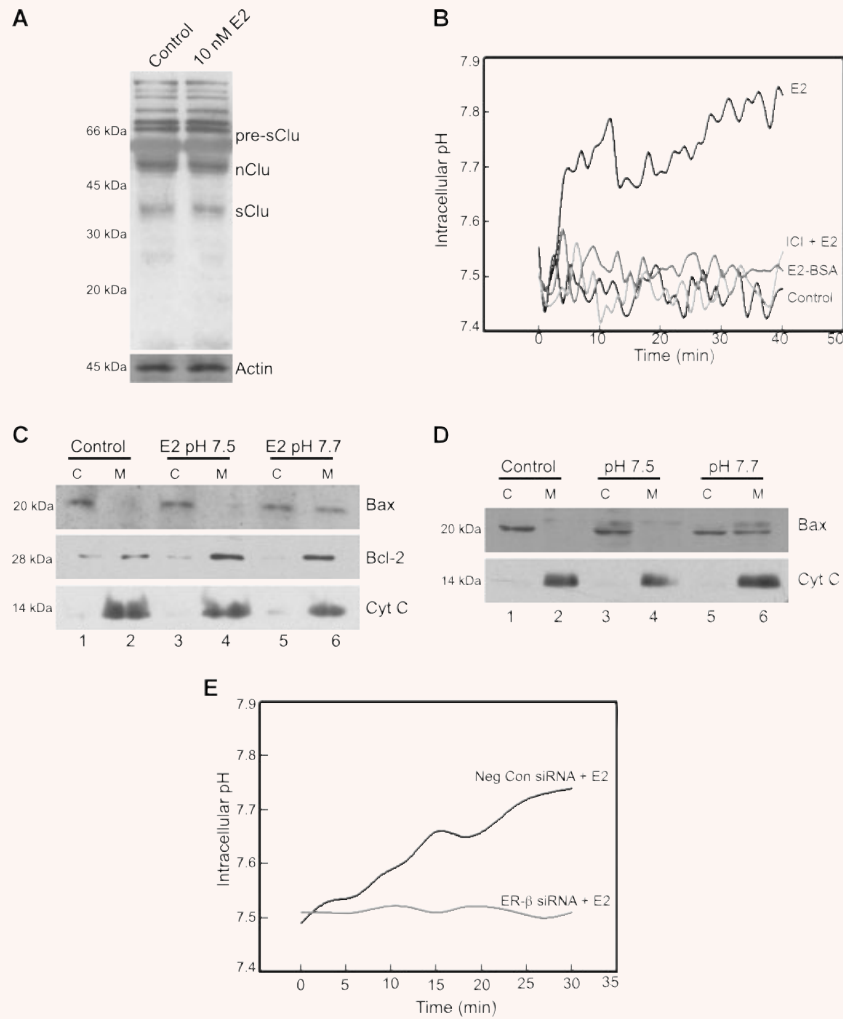 A
Control
10 nM E2
66 kDa
pre-sClu
nClu
45 kDa
sClu
30 kDa
20 kDa
45 kDa
Actin
B
7.9
7.8
7.7
7.6
7.5
7.4
Intracellular pH
E2
ICI + E2
E2-BSA
Control
0 10 20 30 40 50
Time (min)
C
Control E2 pH 7.5 E2 pH 7.7
C M C M C M
20 kDa Bax
28 kDa Bcl-2
14 kDa Cyt C
1 2 3 4 5 6
D
Control pH 7.5 pH 7.7
C M C M C M
20 kDa Bax
14 kDa Cyt C
1 2 3 4 5 6
E
7.9
7.8
7.7
7.6
7.5
7.4
Intracellular pH
Neg Con siRNA + E2
ER-β siRNA + E2
0 5 10 15 20 25 30 35
Time (min)